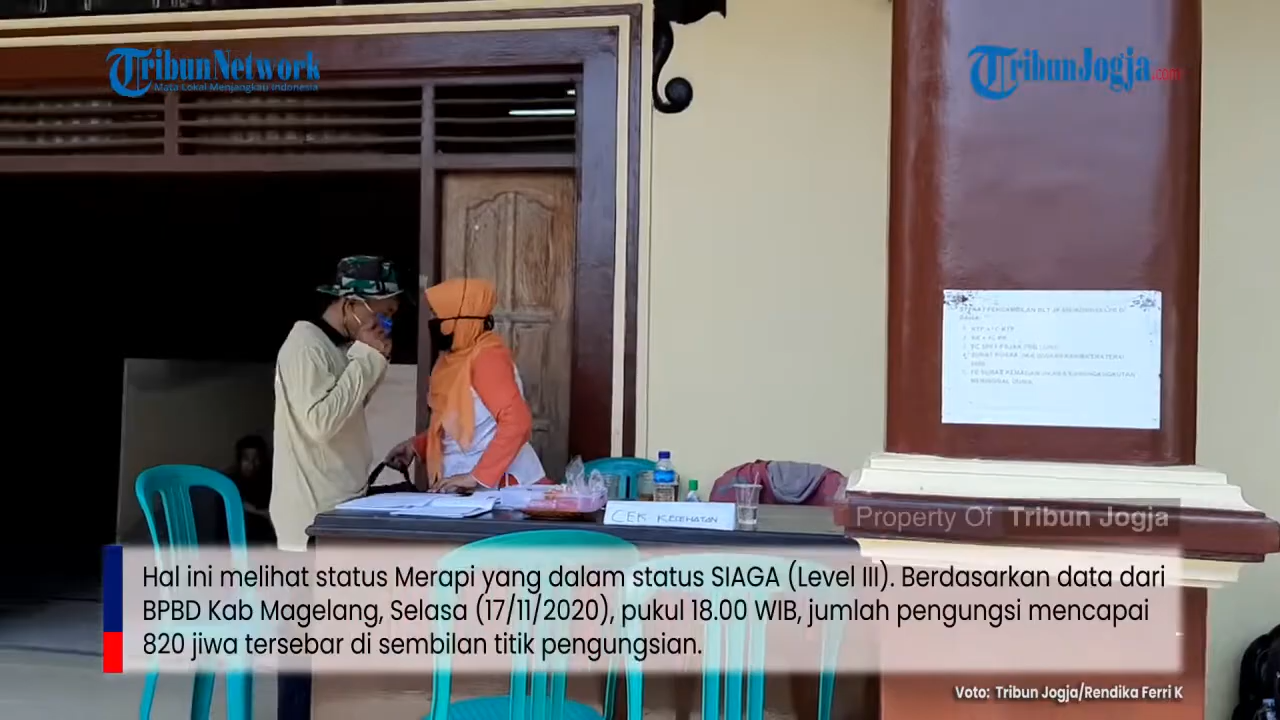 TribunNetwork
Mata Lokal Menjangkau Indonesia
TribunJogja.com
CEK KESEHATAN
Property Of Tribun Jogja
Hal ini melihat status Merapi yang dalam status SIAGA (Level III). Berdasarkan data dari
BPBD Kab Magelang, Selasa (17/11/2020), pukul 18.00 WIB, jumlah pengungsi mencapai
820 jiwa tersebar di sembilan titik pengungsian.
Voto: Tribun Jogja/Rendika Ferri K